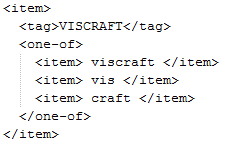 <item>
  <tag>VISCRAFT</tag>
  <one-of>
    <item> viscraft </item>
    <item> vis </item>
    <item> craft </item>
  </one-of>
</item>